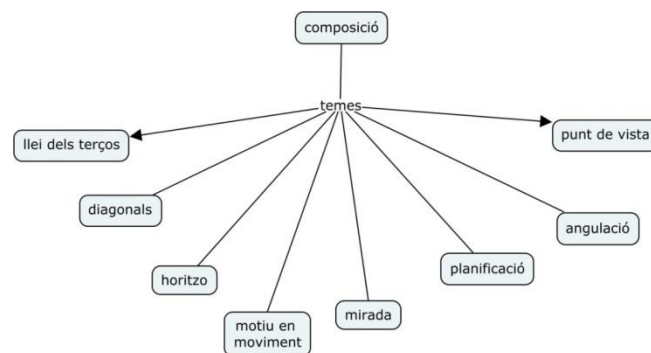 composició
temes
llei dels terços
punt de vista
diagonals
angulació
horitzo
planificació
motiu en
moviment
mirada